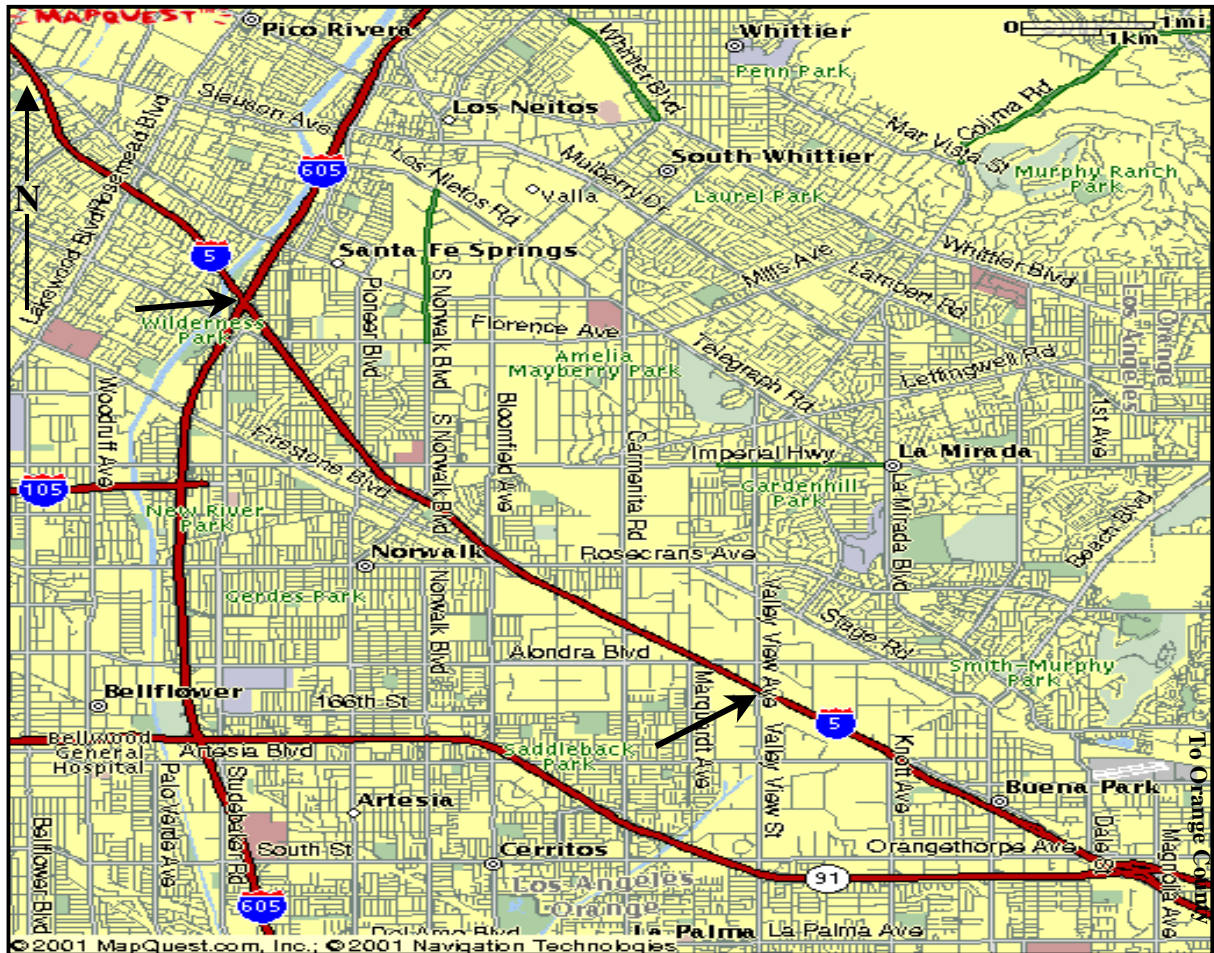 MAPQUEST™
Pico Rivera
Whittier
0 1mi
1km
Penn Park
Whittier Blvd
Rosemead Blvd
Slauson Ave
Los Neitos
Colima Rd
Mar Vista St
605
Los Nietos Rd
Mulberry Dr
South Whittier
Murphy Ranch
Park
N
Valla
Laurel Park
Lakewood Blvd
5
Santa Fe Springs
S Norwalk Blvd
Mills Ave
Lambert Rd
Whittier Blvd
Los Angeles
Orange
Pioneer Blvd
Wilderness
Park
Florence Ave
Amelia
Mayberry Park
Telegraph Rd
Leffingwell Rd
1st Ave
Woodruff Ave
Firestone Blvd
S Norwalk Blvd
Bloomfield Ave
Carmenita Rd
Imperial Hwy
La Mirada
105
New River
Park
Gardenhill
Park
La Mirada Blvd
Beach Blvd
Norwalk
Rosecrans Ave
Gerdes Park
Norwalk Blvd
Valley View Ave
Stage Rd
Alondra Blvd
Smith-Murphy
Park
Bellflower
166th St
Marquardt Ave
5
Bellwood
General
Hospital
Artesia Blvd
Saddleback
Park
Valley View St
Knott Ave
To Orange County
Palo Verde Ave
Studebaker Rd
Artesia
Buena Park
Bellflower Blvd
South St
Cerritos
Orangethorpe Ave
Dale St
Magnolia Ave
91
Los Angeles
Orange
605
Del Amo Blvd
La Palma
La Palma Ave
©2001 MapQuest.com, Inc.; ©2001 Navigation Technologies